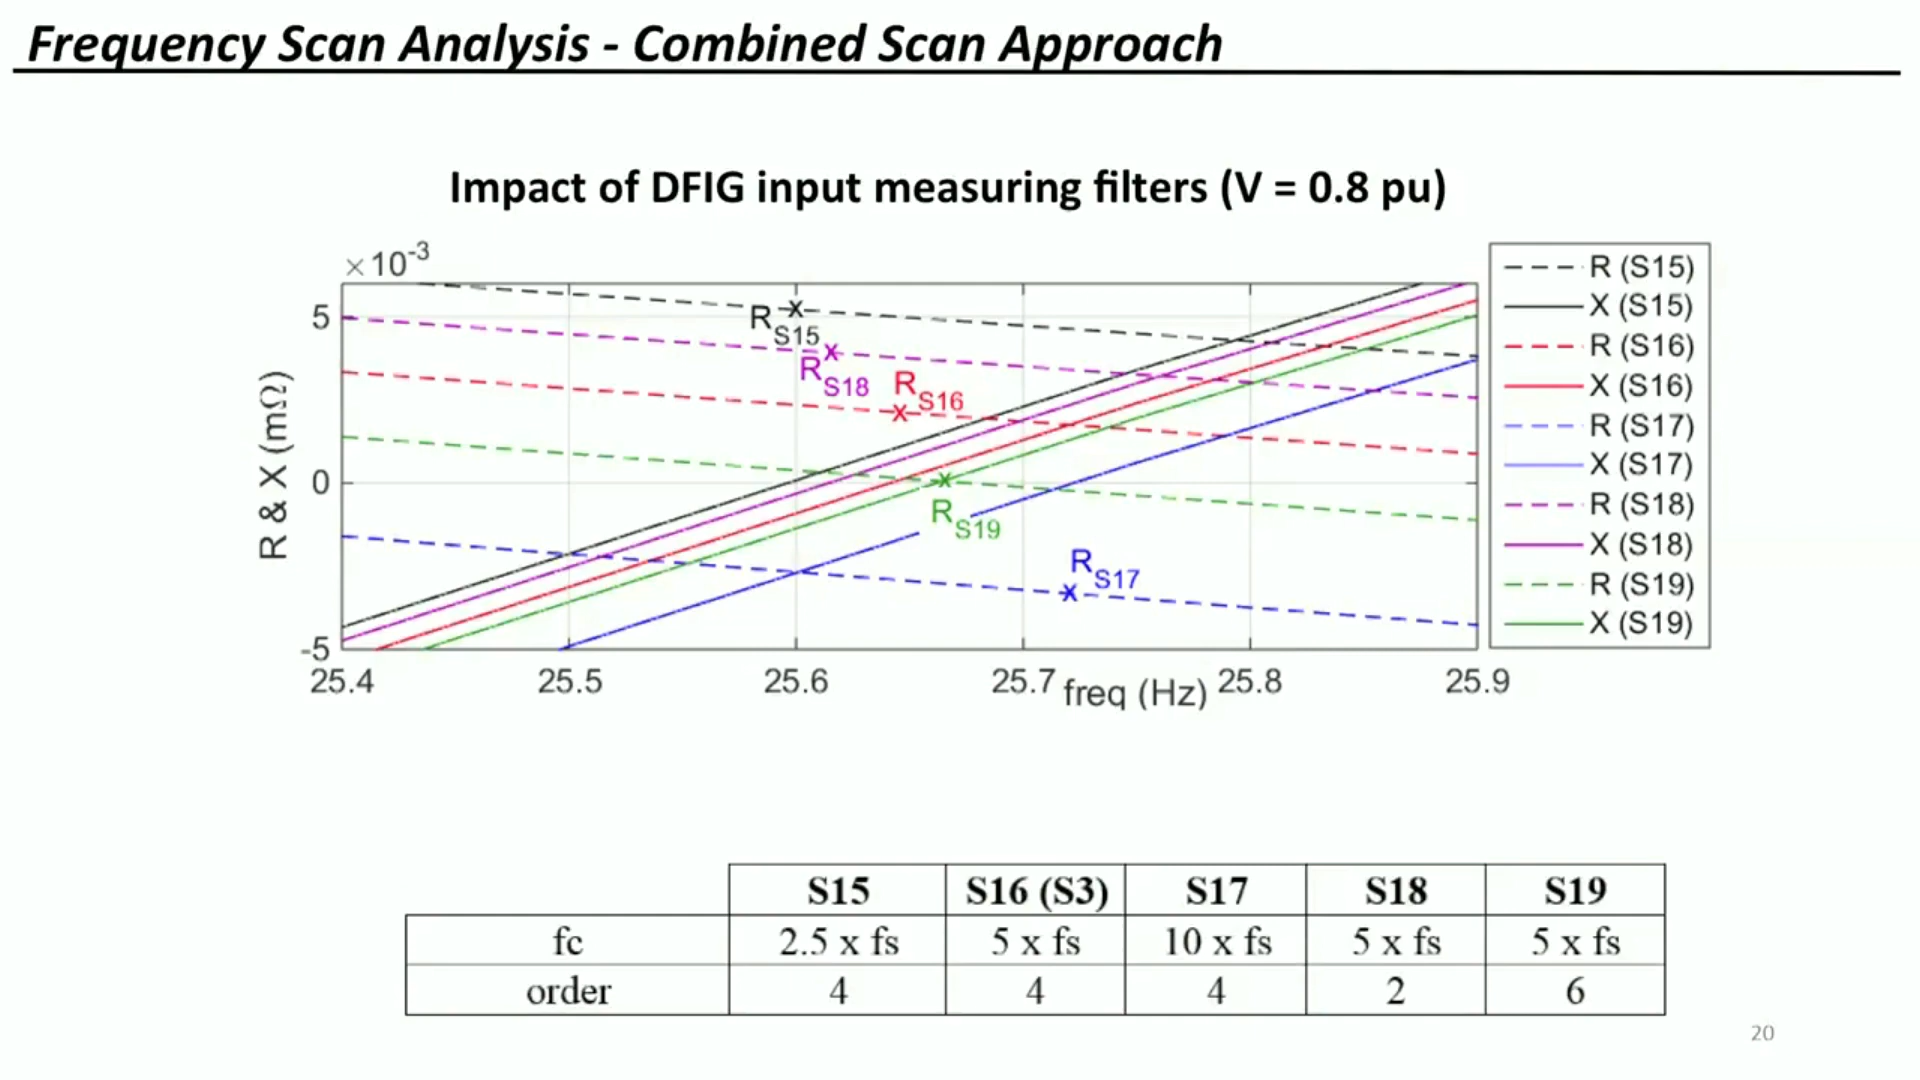 Frequency Scan Analysis - Combined Scan Approach
Impact of DFIG input measuring filters (V = 0.8 pu)
×10-3
5
0
-5
R & X (mΩ)
25.4 25.5 25.6 25.7 25.8 25.9
freq (Hz)
RS15
RS18
RS16
RS19
RS17
R (S15)
X (S15)
R (S16)
X (S16)
R (S17)
X (S17)
R (S18)
X (S18)
R (S19)
X (S19)
S15 S16 (S3) S17 S18 S19
fc 2.5 x fs 5 x fs 10 x fs 5 x fs 5 x fs
order 4 4 4 2 6
20